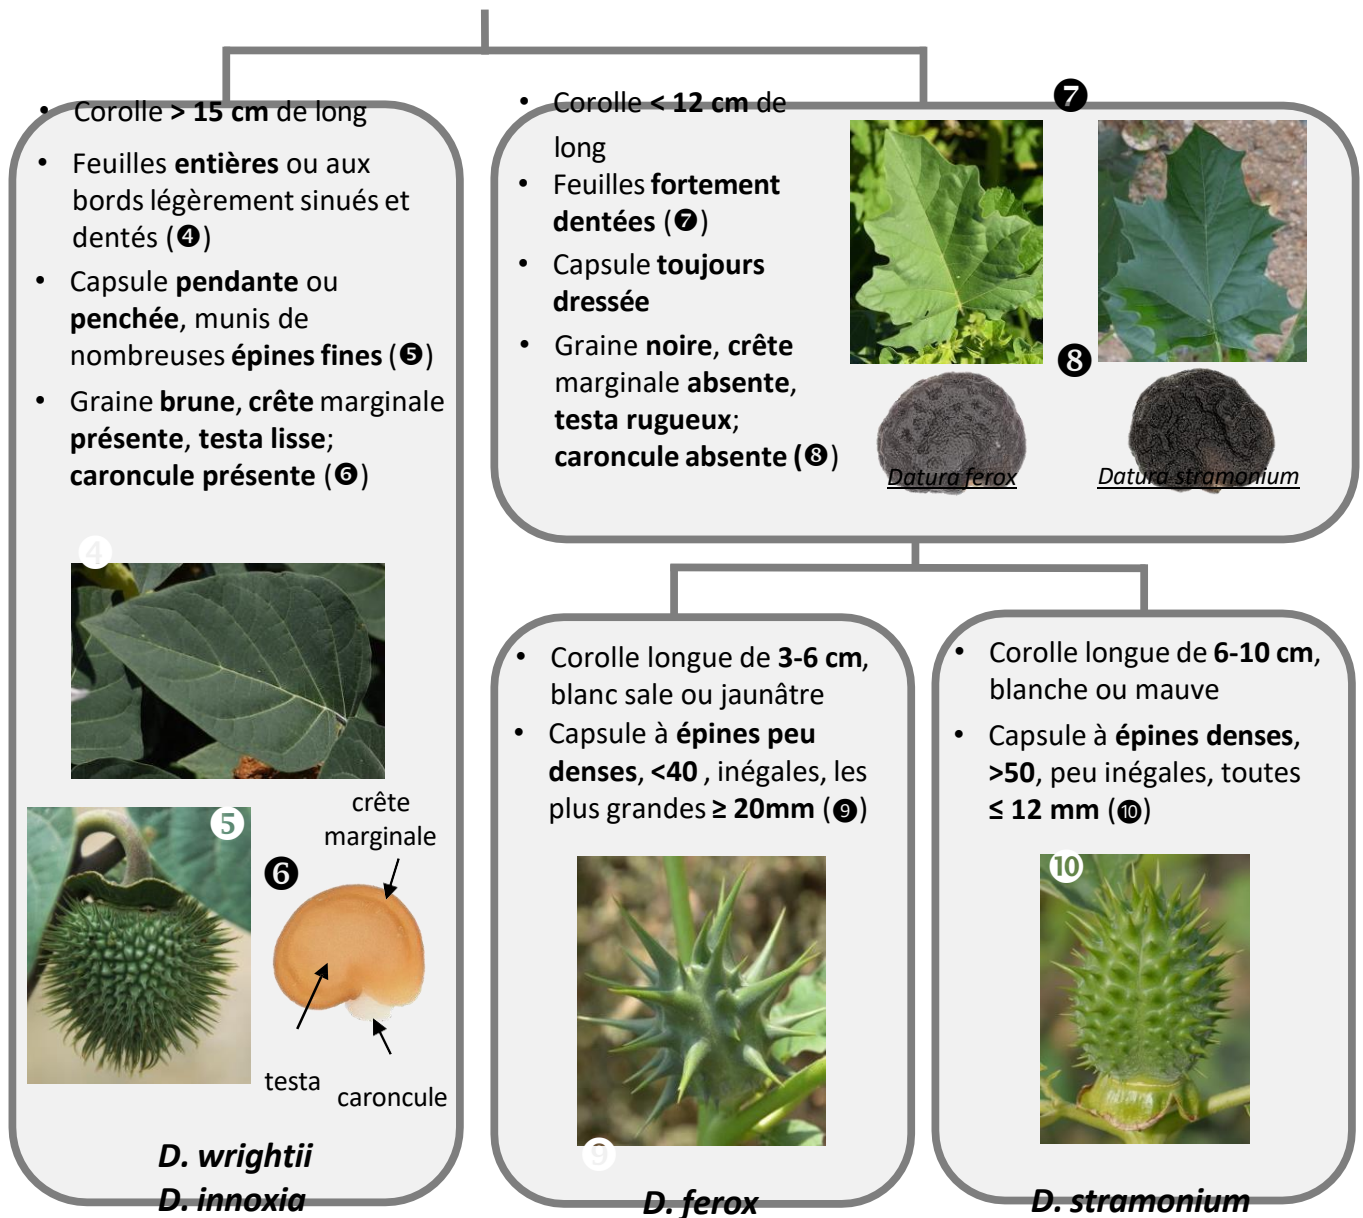 • Corolle > 15 cm de long
• Feuilles entières ou aux
bords légèrement sinués et
dentés (❹)
• Capsule pendante ou
penchée, munis de
nombreuses épines fines (❺)
• Graine brune, crête marginale
présente, testa lisse;
caroncule présente (❻)
❹
❺
❻
crête
marginale
testa
caroncule
D. wrightii
D. innoxia
• Corolle < 12 cm de
long
• Feuilles fortement
dentées (❼)
• Capsule toujours
dressée
• Graine noire, crête
marginale absente,
testa rugueux;
caroncule absente (❽)
❼
❽
Datura ferox
Datura stramonium
• Corolle longue de 3-6 cm,
blanc sale ou jaunâtre
• Capsule à épines peu
denses, <40 , inégales, les
plus grandes ≥ 20mm (❾)
❾
D. ferox
• Corolle longue de 6-10 cm,
blanche ou mauve
• Capsule à épines denses,
>50, peu inégales, toutes
≤ 12 mm (❿)
❿
D. stramonium